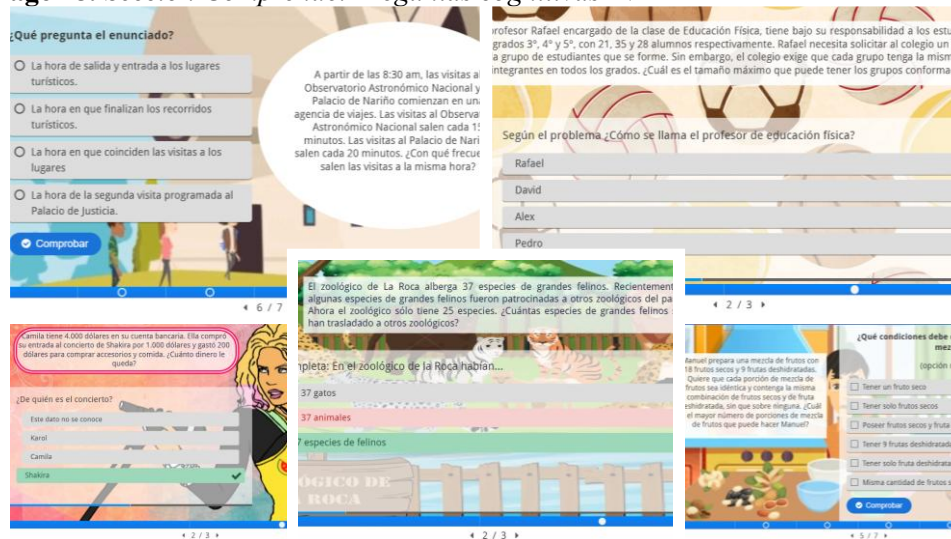 ¿Qué pregunta el enunciado?
La hora de salida y entrada a los lugares
turísticos.
La hora en que finalizan los recorridos
turísticos.
La hora en que coinciden las visitas a los
lugares
La hora de la segunda visita programada al
Palacio de Justicia.
Comprobar
A partir de las 8:30 am, las visitas al
Observatorio Astronómico Nacional y
Palacio de Nariño comienzan en una
agencia de viajes. Las visitas al
Astronómico Nacional salen cada
minutos. Las visitas al Palacio de
salen cada 20 minutos. ¿Con qué
salen las visitas a la misma hora?
6 / 7
Rafael encargado de la clase de Educación Física, tiene bajo su responsabilidad a los
grados 3°, 4° y 5°, con 21, 35 y 28 alumnos respectivamente. Rafael necesita solicitar al colegio un
a grupo de estudiantes que se forme. Sin embargo, el colegio exige que cada grupo tenga la
integrantes en todos los grados. ¿Cuál es el tamaño máximo que puede tener los grupos
Según el problema ¿Cómo se llama el profesor de educación física?
Rafael
David
Alex
Pedro
2 / 3
El zoológico de La Roca alberga 37 especies de grandes felinos.
algunas especies de grandes felinos fueron patrocinadas a otros zoológicos del
Ahora el zoológico sólo tiene 25 especies. ¿Cuántas especies de grandes felinos
han trasladado a otros zoológicos?
En el zoológico de la Roca habían...
37 gatos
37 animales
7 especies de felinos
ROCA
2 / 3
Camila tiene 4.000 dólares en su cuenta bancaria. Ella compró
su entrada al concierto de Shakira por 1.000 dólares y gastó 200
dólares para comprar accesorios y comida. ¿Cuánto dinero le
queda?
¿De quién es el concierto?
Este dato no se conoce
Karol
Camila
Shakira
2 / 3
Manuel prepara una mezcla de frutos con
18 frutos secos y 9 frutas deshidratadas.
Quiere que cada porción de mezcla de
frutos sea idéntica y contenga la misma
combinación de frutos secos y de fruta
deshidratada, sin que sobre ninguna. ¿Cuál
el mayor número de porciones de mezcla
de frutos que puede hacer Manuel?
¿Qué condiciones debe
(opción
Tener un fruto seco
Tener solo frutos secos
Poseer frutos secos y fruta
Tener 9 frutas
Tener solo fruta
Misma cantidad de frutos
Comprobar
5 / 7